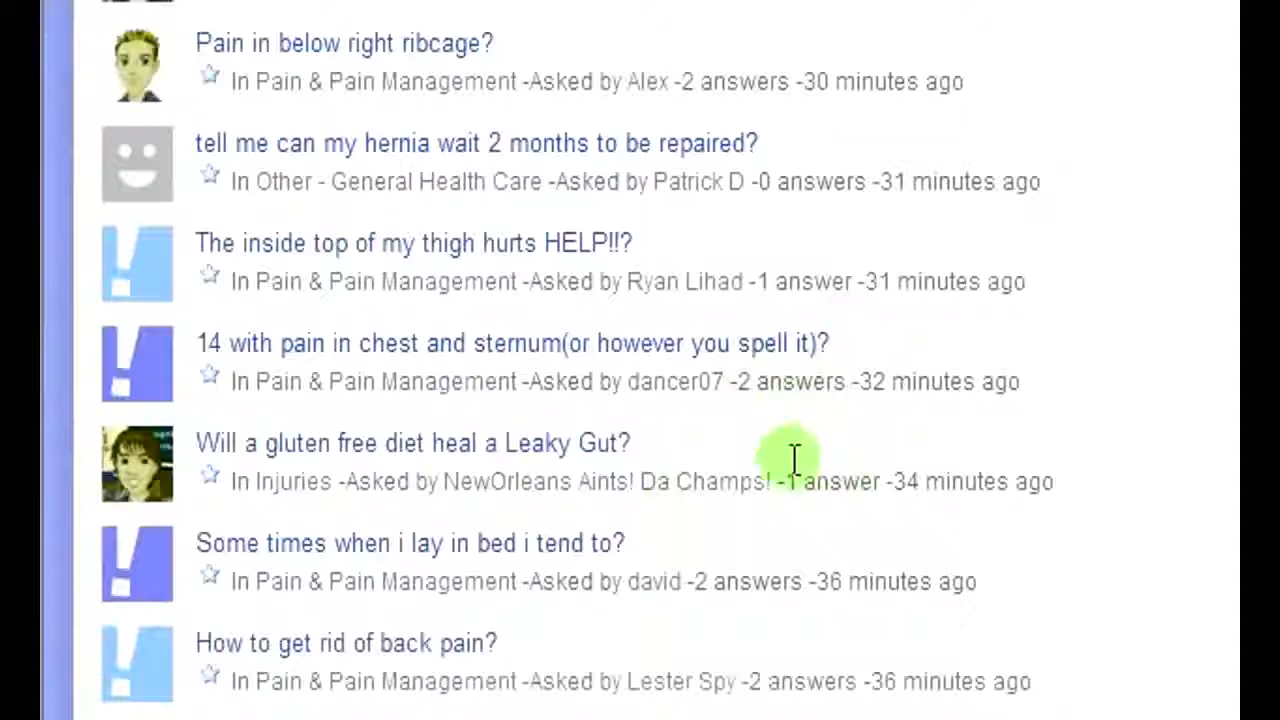 Pain in below right ribcage?
In Pain & Pain Management -Asked by Alex -2 answers -30 minutes ago
tell me can my hernia wait 2 months to be repaired?
In Other - General Health Care -Asked by Patrick D -0 answers -31 minutes ago
The inside top of my thigh hurts HELP!!?
In Pain & Pain Management -Asked by Ryan Lihad -1 answer -31 minutes ago
14 with pain in chest and sternum(or however you spell it)?
In Pain & Pain Management -Asked by dancer07 -2 answers -32 minutes ago
Will a gluten free diet heal a Leaky Gut?
In Injuries -Asked by NewOrleans Aints! Da Champs! -1 answer -34 minutes ago
Some times when i lay in bed i tend to?
In Pain & Pain Management -Asked by david -2 answers -36 minutes ago
How to get rid of back pain?
In Pain & Pain Management -Asked by Lester Spy -2 answers -36 minutes ago